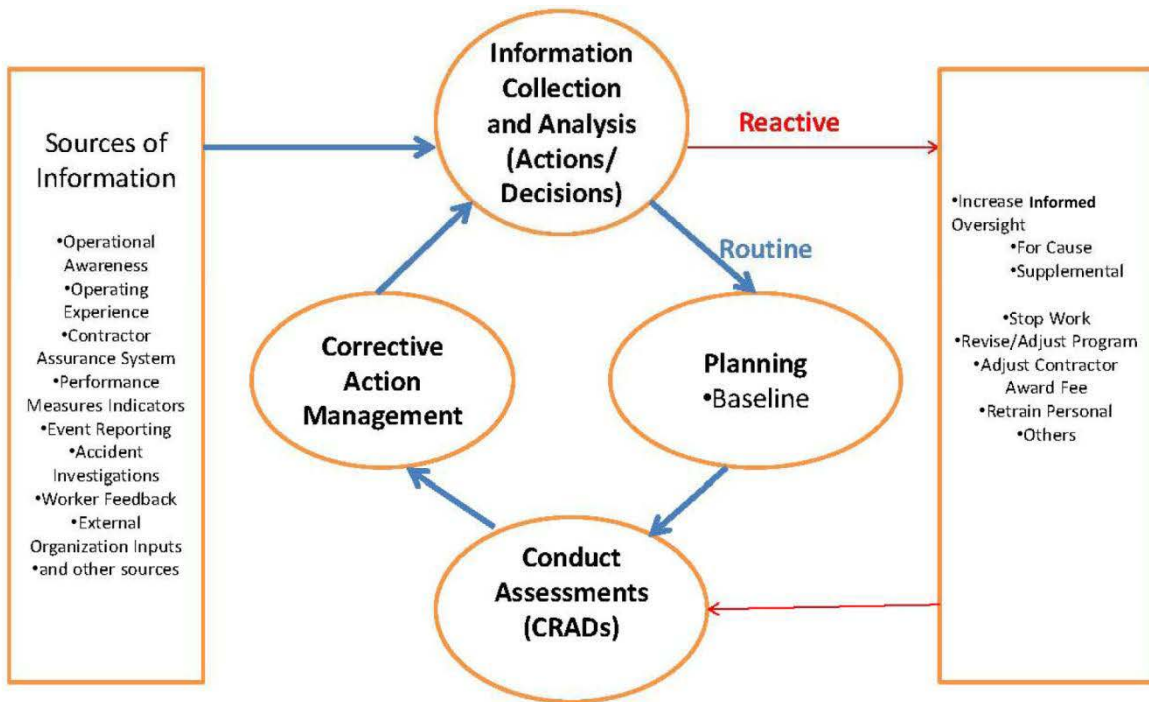 Sources of
Information
•Operational
Awareness
•Operating
Experience
•Contractor
Assurance System
•Performance
Measures Indicators
•Event Reporting
•Accident
Investigations
•Worker Feedback
•External
Organization Inputs
•and other sources
Information
Collection
and Analysis
(Actions/
Decisions)
Reactive
Routine
Corrective
Action
Management
Planning
•Baseline
Conduct
Assessments
(CRADs)
•Increase Informed
Oversight
•For Cause
•Supplemental
•Stop Work
•Revise/Adjust Program
•Adjust Contractor
Award Fee
•Retrain Personal
•Others